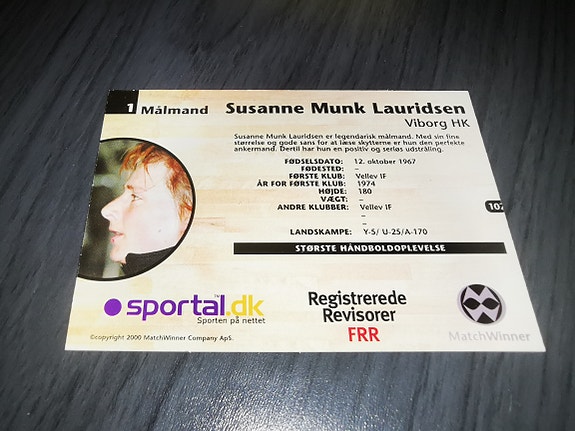 1 Målmand Susanne Munk Lauridsen
Viborg HK
Susanne Munk Lauridsen er legendarisk målmand. Med sin fine
størrelse og gode sans for at læse skytterne er hun den perfekte
ankermand. Dertil har hun en positiv og seriøs udstråling.
FØDSELSDATO: 12. oktober 1967
FØDESTED: –
FØRSTE KLUB: Vellev IF
ÅR FOR FØRSTE KLUB: 1974
HØJDE: 180
VÆGT: –
ANDRE KLUBBER: Vellev IF
–
–
LANDSKAMPE: Y-5/ U-25/A-170
107
STØRSTE HÅNDBOLDOPLEVELSE
sportal.dk
Sporten på nettet
Registrerede
Revisorer
FRR
MatchWinner
©copyright 2000 MatchWinner Company ApS.